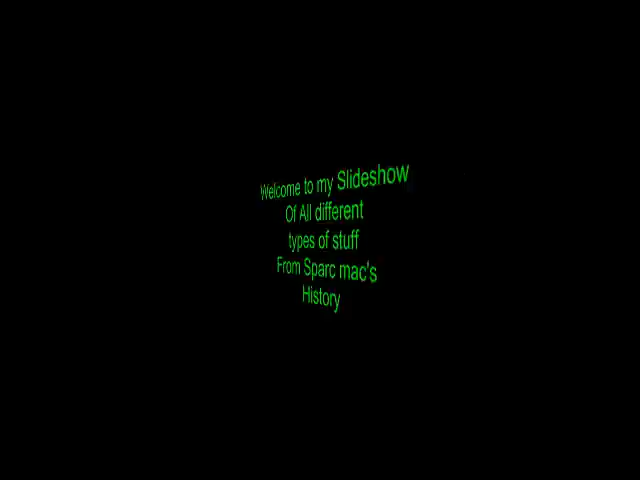 Welcome to my Slideshow
Of All different
types of stuff
From Sparc mac's
History